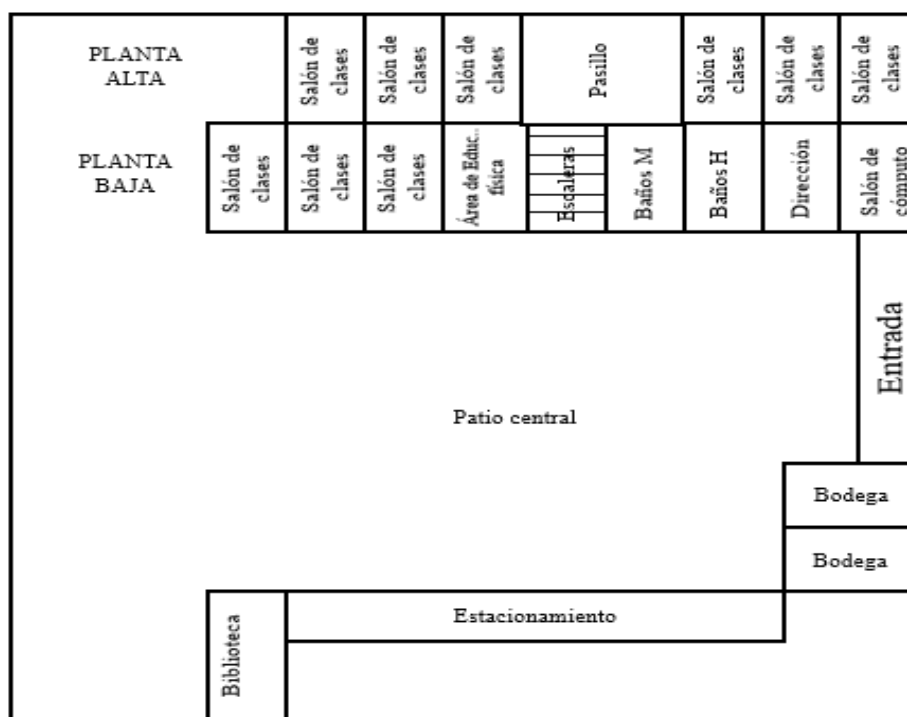 PLANTA
ALTA
Salón de
clases
Salón de
clases
Salón de
clases
Pasillo
Salón de
clases
Salón de
clases
Salón de
clases
PLANTA
BAJA
Salón de
clases
Salón de
clases
Salón de
clases
Área de Educ..
física
Escaleras
Baños M
Baños H
Dirección
Salón de
cómputo
Entrada
Patio central
Bodega
Bodega
Estacionamiento
Biblioteca